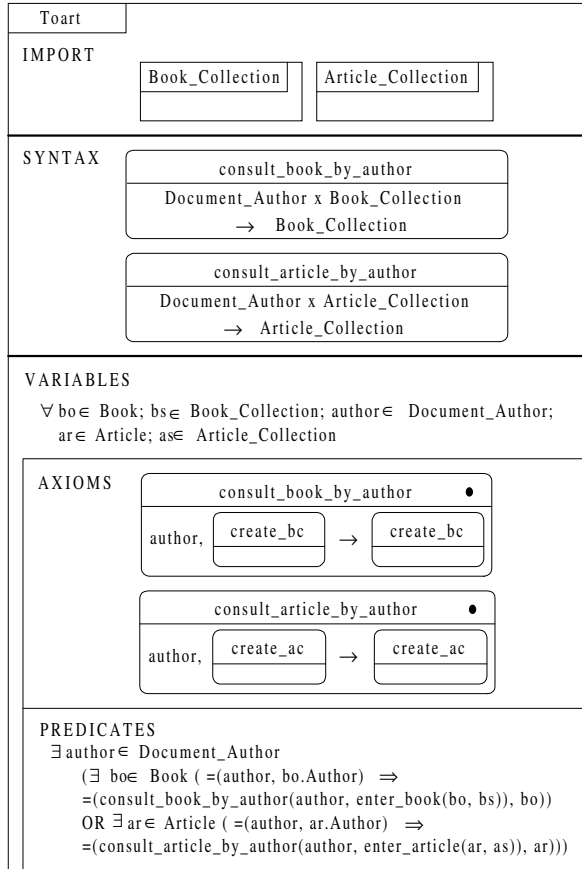 Toart
IMPORT
Book_Collection Article_Collection
SYNTAX
consult_book_by_author
Document_Author x Book_Collection
→ Book_Collection
consult_article_by_author
Document_Author x Article_Collection
→ Article_Collection
VARIABLES
∀ bo ∈ Book; bs ∈ Book_Collection; author ∈ Document_Author;
ar ∈ Article; as ∈ Article_Collection
AXIOMS
consult_book_by_author
author, create_bc → create_bc
consult_article_by_author
author, create_ac → create_ac
PREDICATES
∃ author ∈ Document_Author
(∃ bo ∈ Book ( =(author, bo.Author) ⇒
=(consult_book_by_author(author, enter_book(bo, bs)), bo))
OR ∃ ar ∈ Article ( =(author, ar.Author) ⇒
=(consult_article_by_author(author, enter_article(ar, as)), ar)))